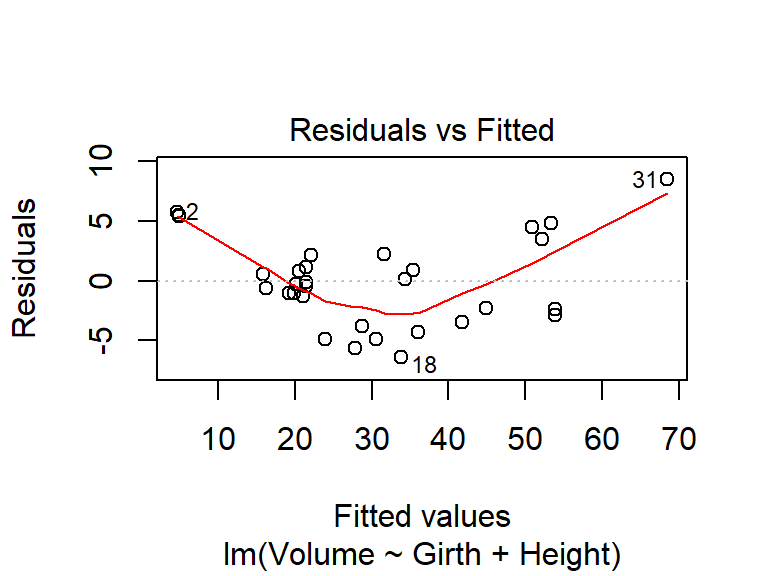 Residuals vs Fitted
Residuals
10
5
0
-5
2
31
18
10 20 30 40 50 60 70
Fitted values
lm(Volume ~ Girth + Height)